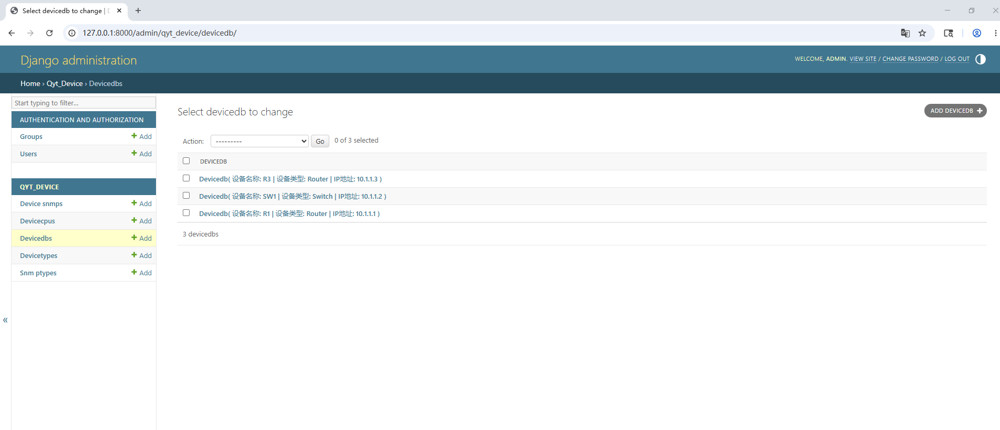 Select devicedb to change |
127.0.0.1:8000/admin/qyt_device/devicedb/
Django administration
WELCOME, ADMIN. VIEW SITE / CHANGE PASSWORD / LOG OUT
Home › Qyt_Device › Devicedbs
Start typing to filter...
AUTHENTICATION AND AUTHORIZATION
Groups + Add
Users + Add
QYT_DEVICE
Device snmps + Add
Devicecpus + Add
Devicedbs + Add
Devicetypes + Add
Snm ptypes + Add
«
Select devicedb to change
ADD DEVICEDB +
Action: --------- Go 0 of 3 selected
DEVICEDB
Devicedb( 设备名称: R3 | 设备类型: Router | IP地址: 10.1.1.3 )
Devicedb( 设备名称: SW1 | 设备类型: Switch | IP地址: 10.1.1.2 )
Devicedb( 设备名称: R1 | 设备类型: Router | IP地址: 10.1.1.1 )
3 devicedbs